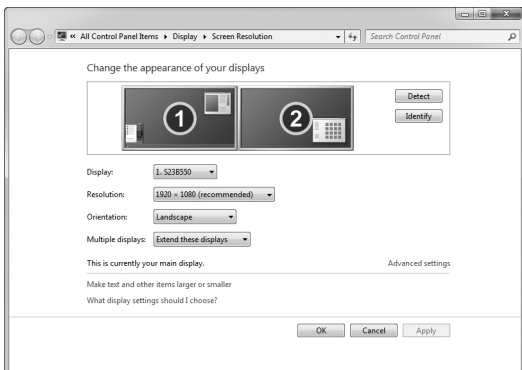 « All Control Panel Items ▸ Display ▸ Screen Resolution
Search Control Panel
Change the appearance of your displays
1
2
Detect
Identify
Display: 1. S23B550
Resolution: 1920 × 1080 (recommended)
Orientation: Landscape
Multiple displays: Extend these displays
This is currently your main display. Advanced settings
Make text and other items larger or smaller
What display settings should I choose?
OK Cancel Apply